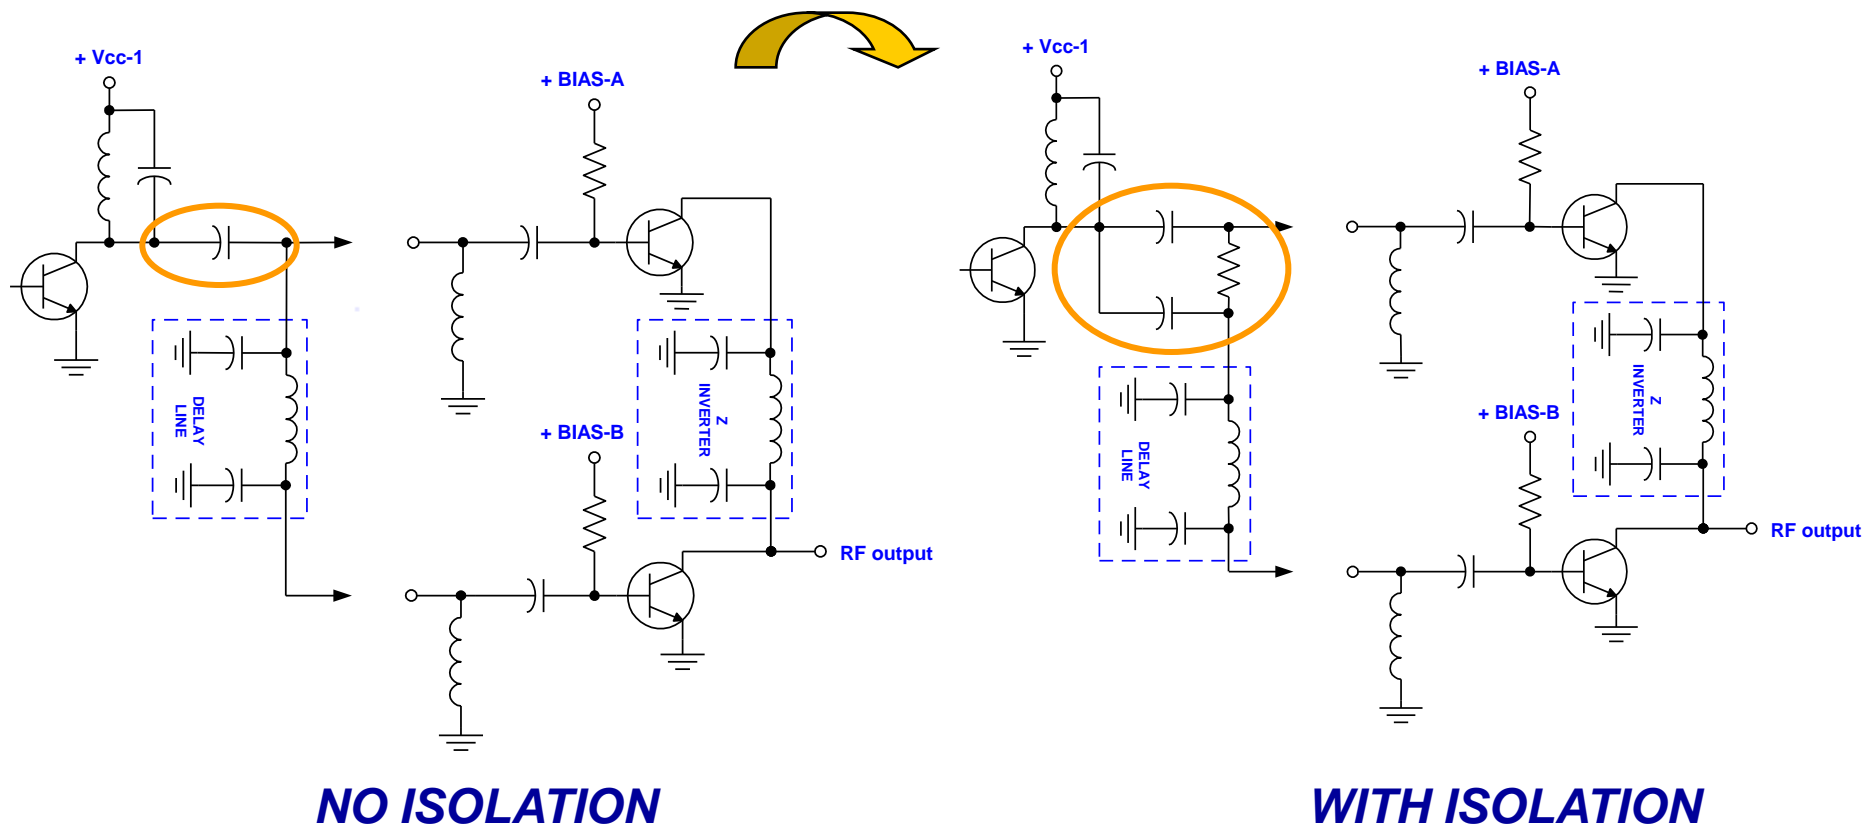 + Vcc-1
+ BIAS-A
DELAY
LINE
Z
INVERTER
+ BIAS-B
RF output
NO ISOLATION
+ Vcc-1
+ BIAS-A
Z
INVERTER
+ BIAS-B
DELAY
LINE
RF output
WITH ISOLATION